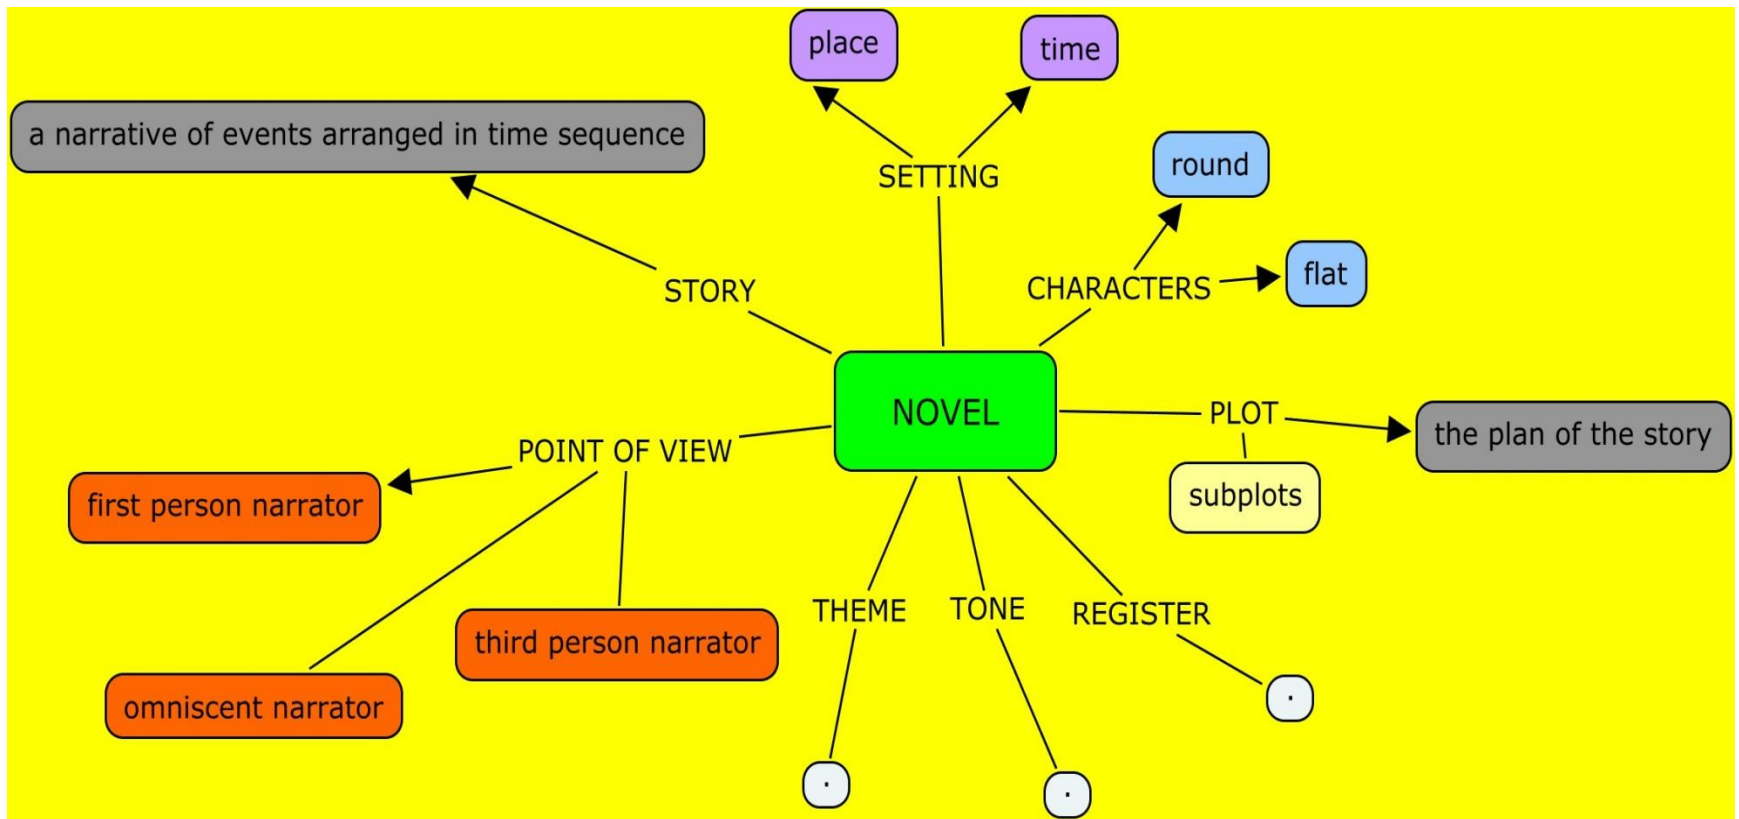 place
time
a narrative of events arranged in time sequence
SETTING
round
flat
CHARACTERS
STORY
NOVEL
PLOT
the plan of the story
subplots
POINT OF VIEW
first person narrator
third person narrator
omniscent narrator
THEME
TONE
REGISTER
.
.
.